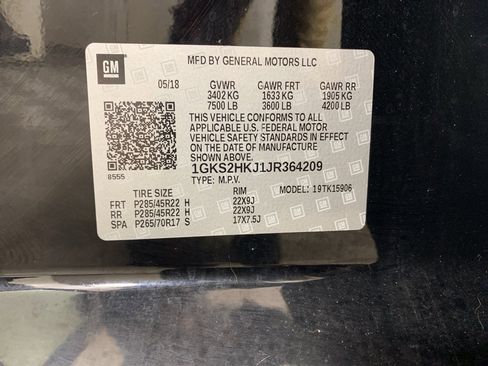 GM
MFD BY GENERAL MOTORS LLC
05/18 GVWR GAWR FRT GAWR RR
3402 KG 1633 KG 1905 KG
7500 LB 3600 LB 4200 LB
THIS VEHICLE CONFORMS TO ALL
APPLICABLE U.S. FEDERAL MOTOR
VEHICLE SAFETY STANDARDS IN EFFECT
ON THE DATE OF MANUFACTURE
SHOWN ABOVE.
1GKS2HKJ1JR364209
8555 TYPE: M.P.V.
TIRE SIZE RIM MODEL: 19TK15906
FRT P285/45R22 H 22X9J
RR P285/45R22 H 22X9J
SPA P265/70R17 S 17X7.5J